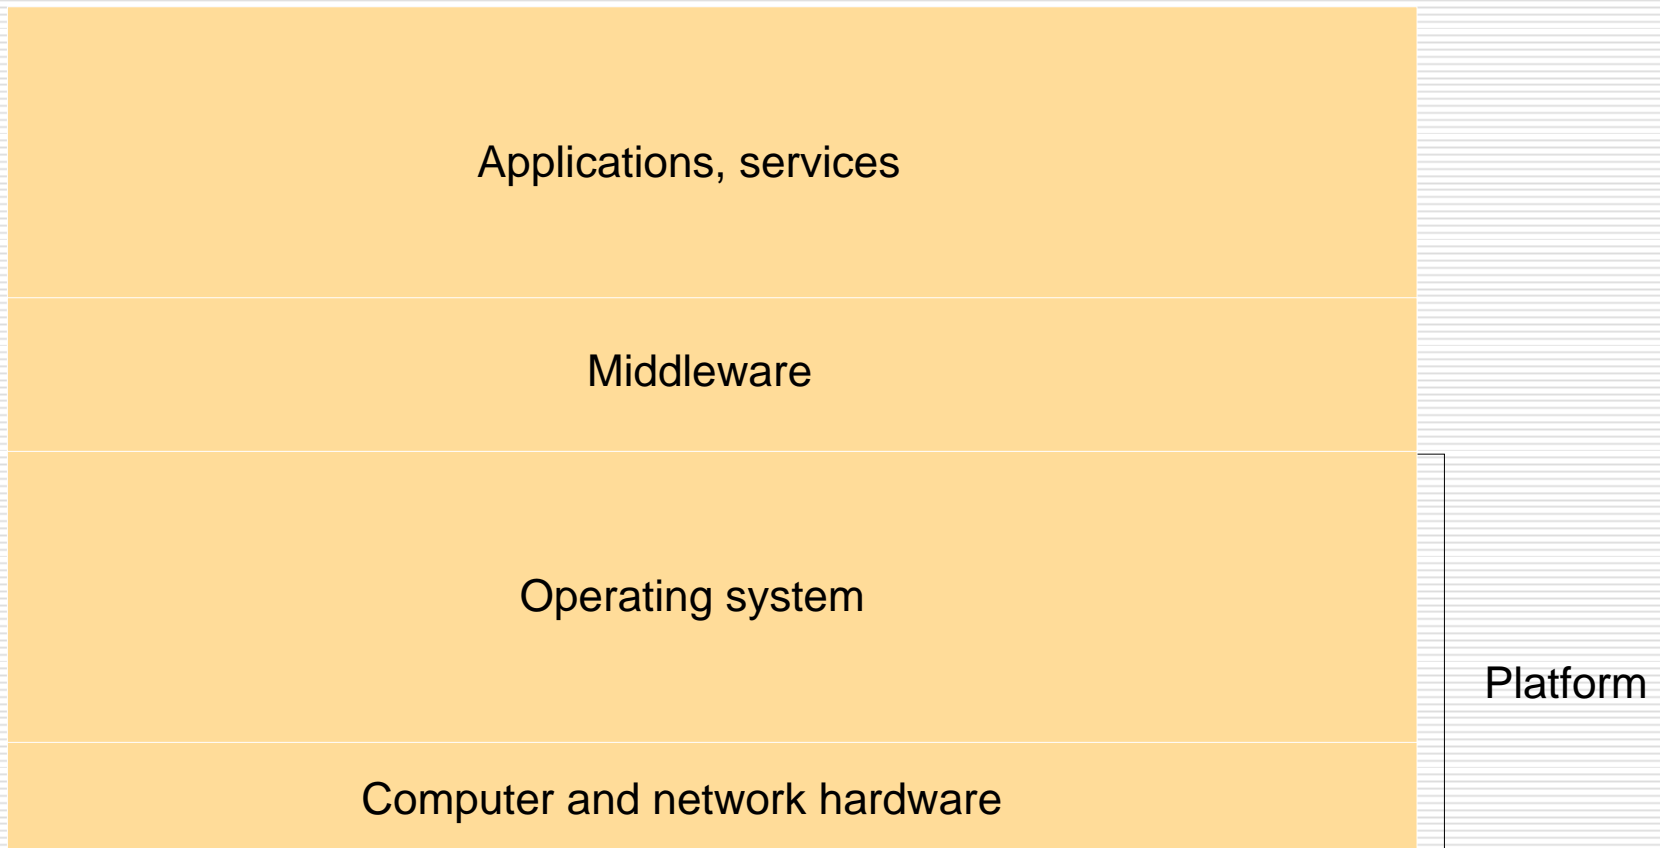 Applications, services
Middleware
Operating system
Platform
Computer and network hardware